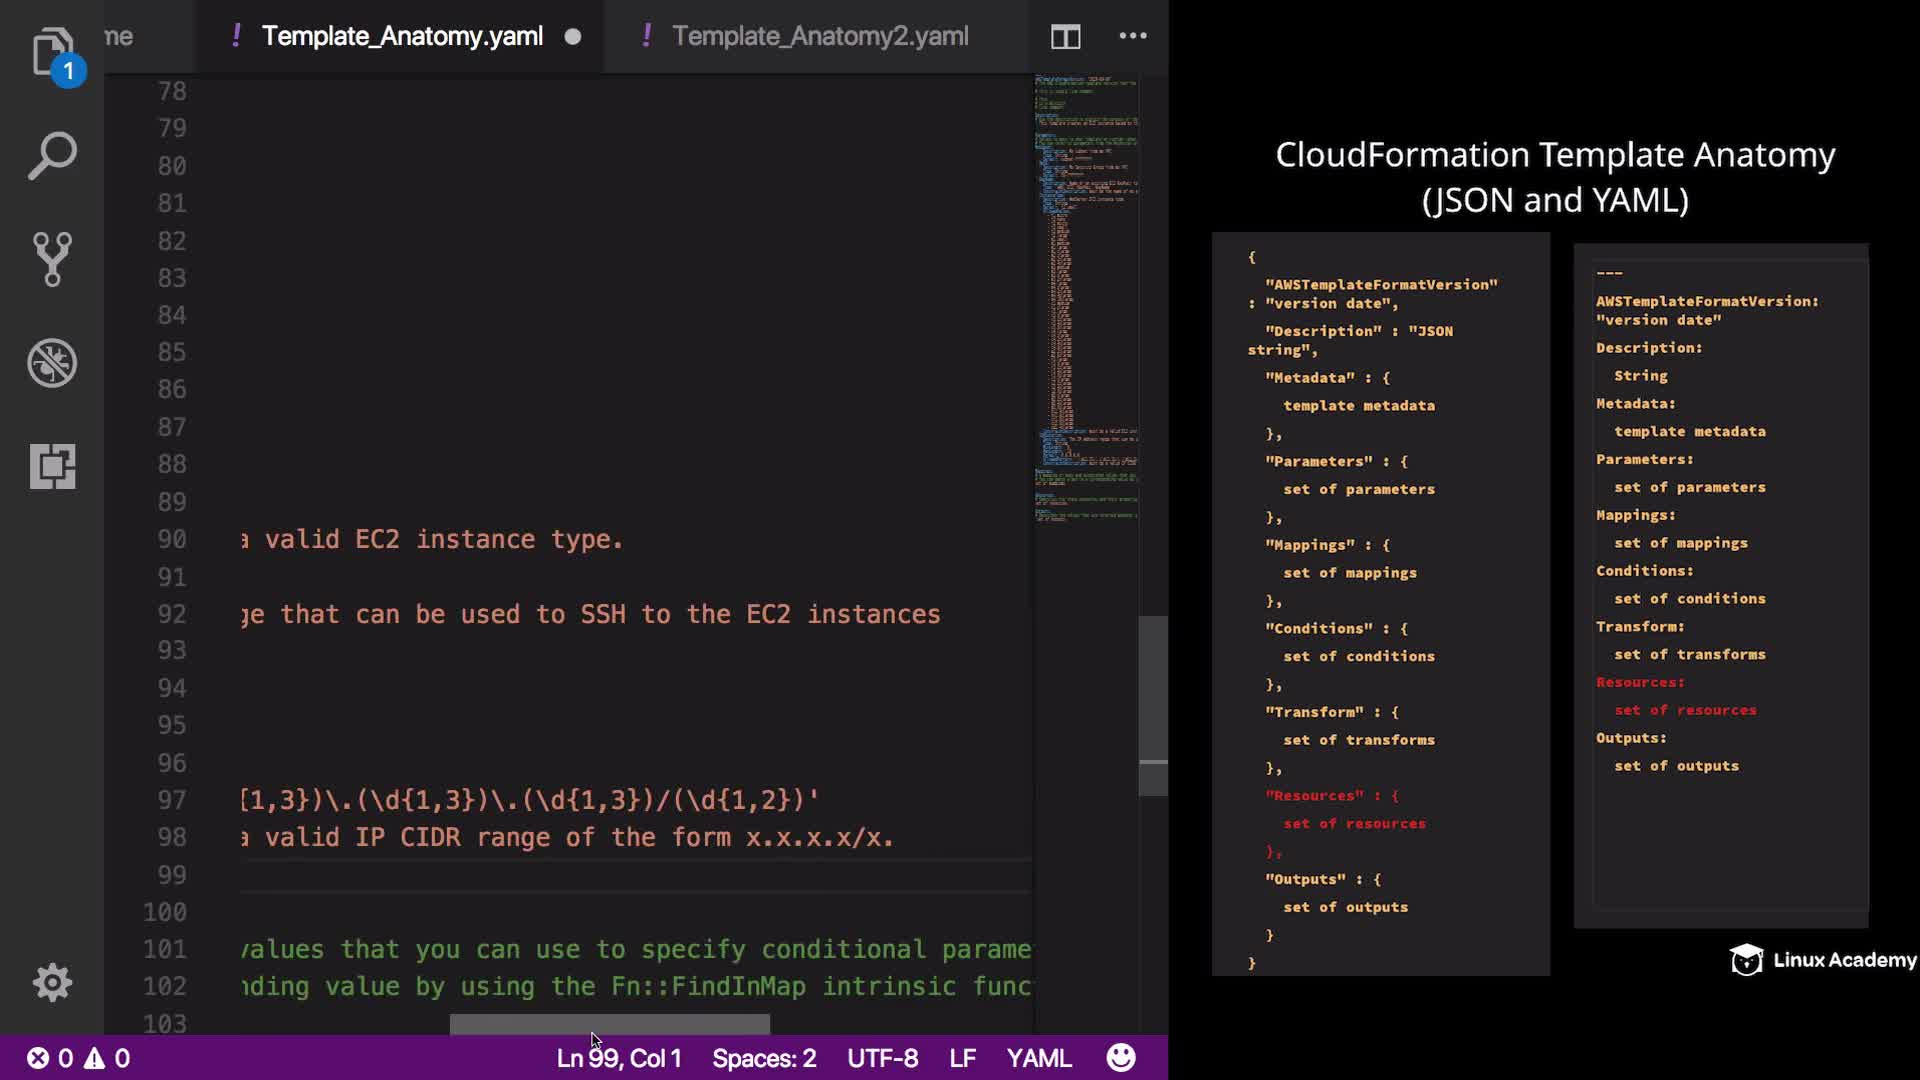 me
! Template_Anatomy.yaml
! Template_Anatomy2.yaml
1
78
79
80
81
82
83
84
85
86
87
88
89
90 a valid EC2 instance type.
91
92 ge that can be used to SSH to the EC2 instances
93
94
95
96
97 {1,3})\.(\d{1,3})\.(\d{1,3})/(\d{1,2})'
98 a valid IP CIDR range of the form x.x.x.x/x.
99
100
101 values that you can use to specify conditional parame
102 nding value by using the Fn::FindInMap intrinsic func
103
0 0
Ln 99, Col 1 Spaces: 2 UTF-8 LF YAML
CloudFormation Template Anatomy
(JSON and YAML)
{
"AWSTemplateFormatVersion"
: "version date",
"Description" : "JSON
string",
"Metadata" : {
template metadata
},
"Parameters" : {
set of parameters
},
"Mappings" : {
set of mappings
},
"Conditions" : {
set of conditions
},
"Transform" : {
set of transforms
},
"Resources" : {
set of resources
},
"Outputs" : {
set of outputs
}
}
---
AWSTemplateFormatVersion:
"version date"
Description:
String
Metadata:
template metadata
Parameters:
set of parameters
Mappings:
set of mappings
Conditions:
set of conditions
Transform:
set of transforms
Resources:
set of resources
Outputs:
set of outputs
Linux Academy